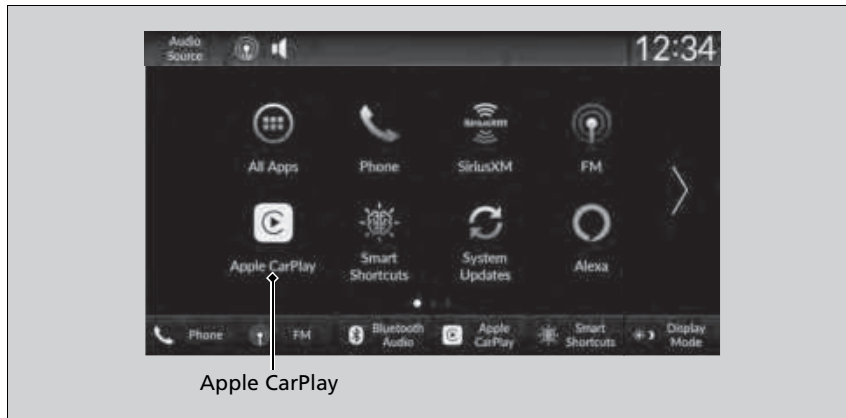 Audio
Source
12:34
All Apps
Phone
SiriusXM
SiriusXM
FM
Apple CarPlay
Smart
Shortcuts
System
Updates
Alexa
Phone
FM
Bluetooth
Audio
Apple
CarPlay
Smart
Shortcuts
Display
Mode
Apple CarPlay